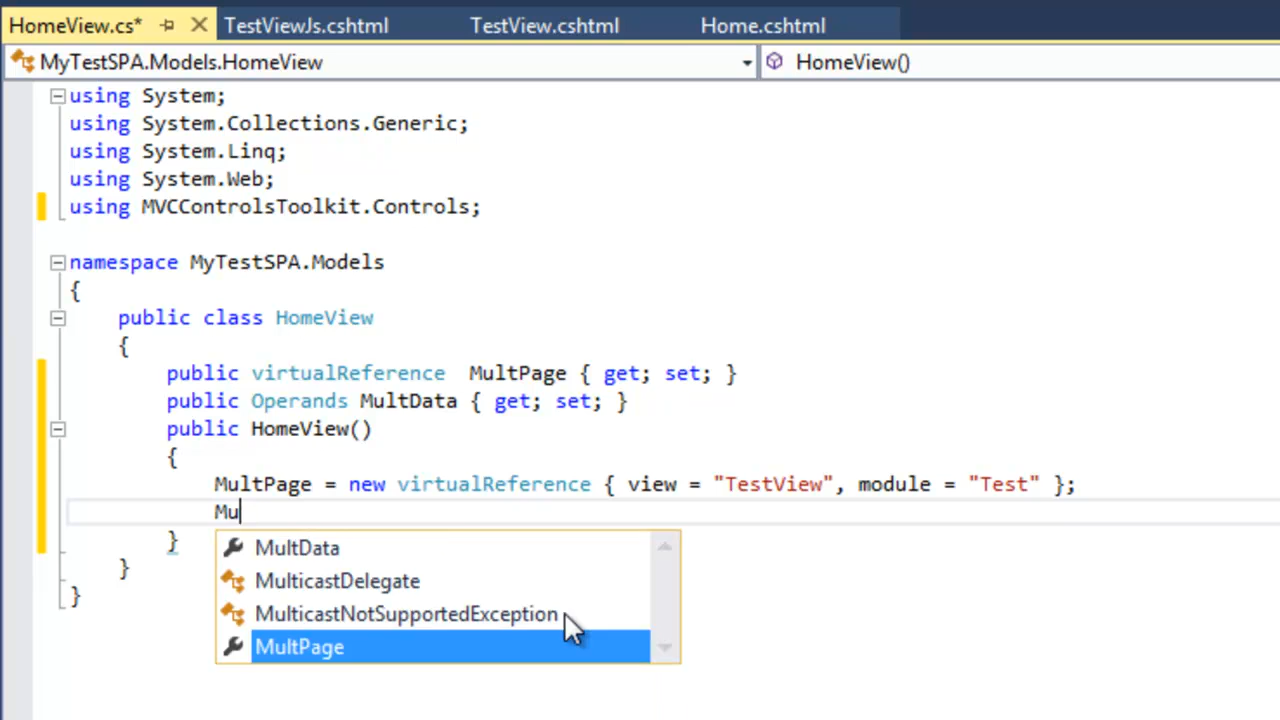 HomeView.cs* TestViewJs.cshtml TestView.cshtml Home.cshtml
MyTestSPA.Models.HomeView HomeView()
using System;
using System.Collections.Generic;
using System.Linq;
using System.Web;
using MVCControlsToolkit.Controls;
namespace MyTestSPA.Models
{
public class HomeView
{
public virtualReference  MultPage { get; set; }
public Operands MultData { get; set; }
public HomeView()
{
MultPage = new virtualReference { view = "TestView", module = "Test" };
Mu
}
MultData
MulticastDelegate
MulticastNotSupportedException
MultPage
}
}